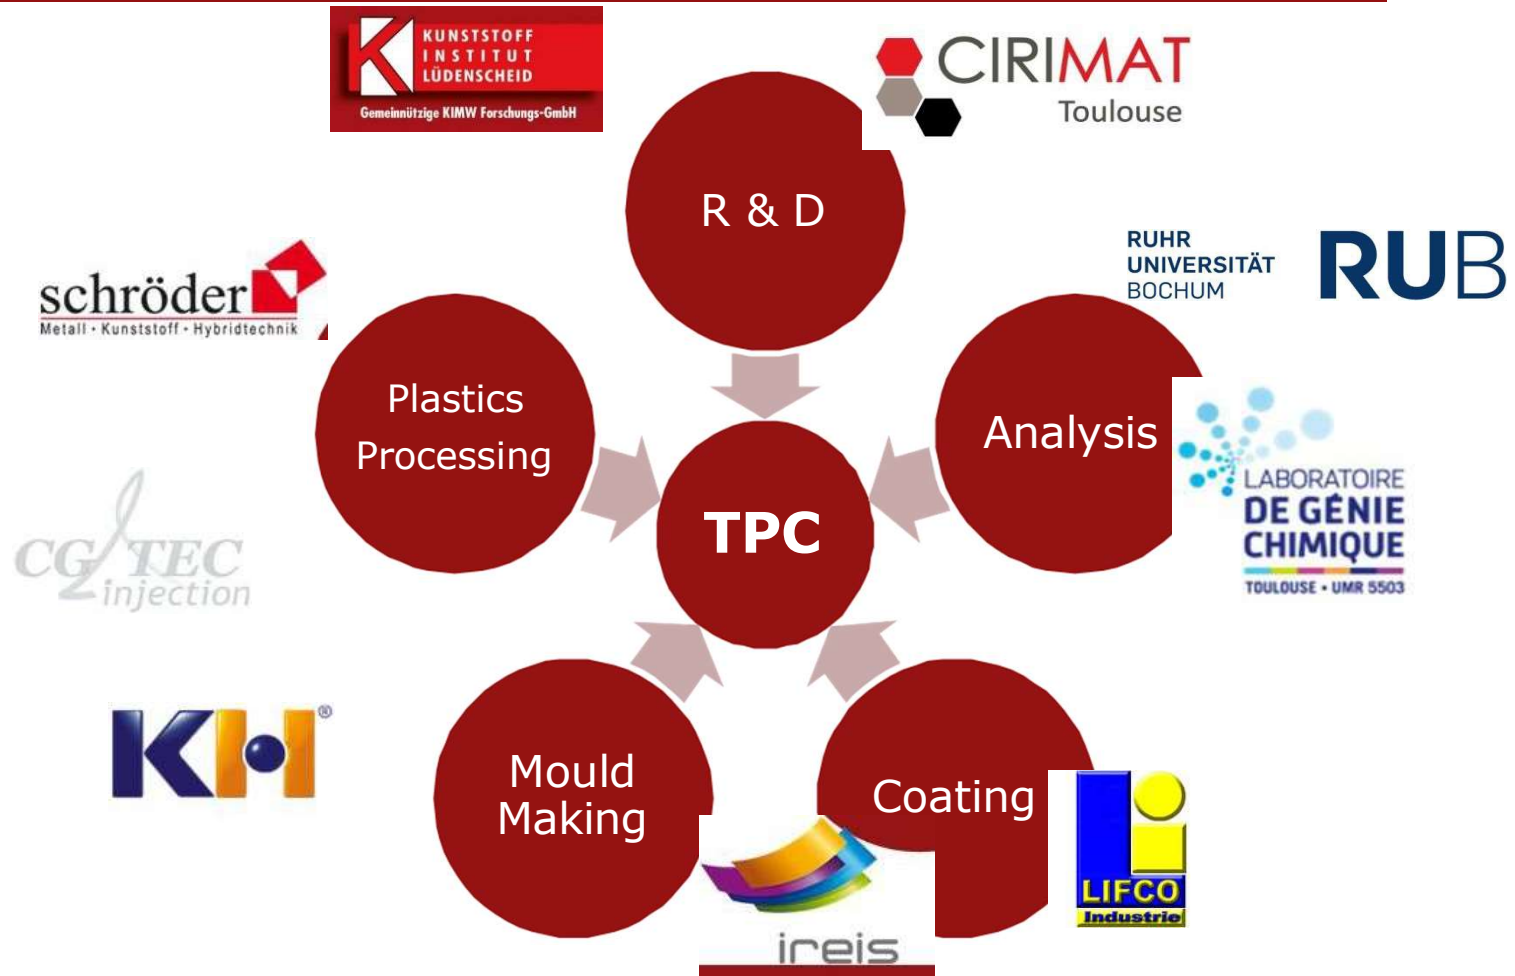 KUNSTSTOFF
INSTITUT
LÜDENSCHEID
Gemeinnützige KIMW Forschungs-GmbH
CIRIMAT
Toulouse
R & D
RUHR
UNIVERSITÄT
BOCHUM
RUB
schröder
Metall • Kunststoff • Hybridtechnik
Plastics
Processing
Analysis
LABORATOIRE
DE GÉNIE
CHIMIQUE
TOULOUSE • UMR 5503
TPC
CG TEC
injection
KH®
Mould
Making
Coating
LIFCO
Industrie
ireis